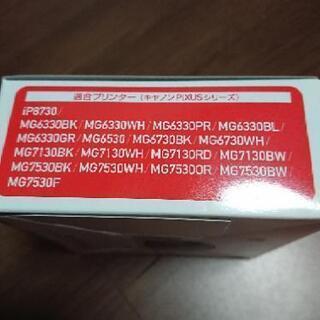 適合プリンター(キヤノンPIXUSシリーズ)
iP8730/
MG6330BK/MG6330WH/MG6330PR/MG6330BL/
MG6330GR/MG6530/MG6730BK/MG6730WH/
MG7130BK/MG7130WH/MG7130RD/MG7130BW/
MG7530BK/MG7530WH/MG7530OR/MG7530BW/
MG7530F